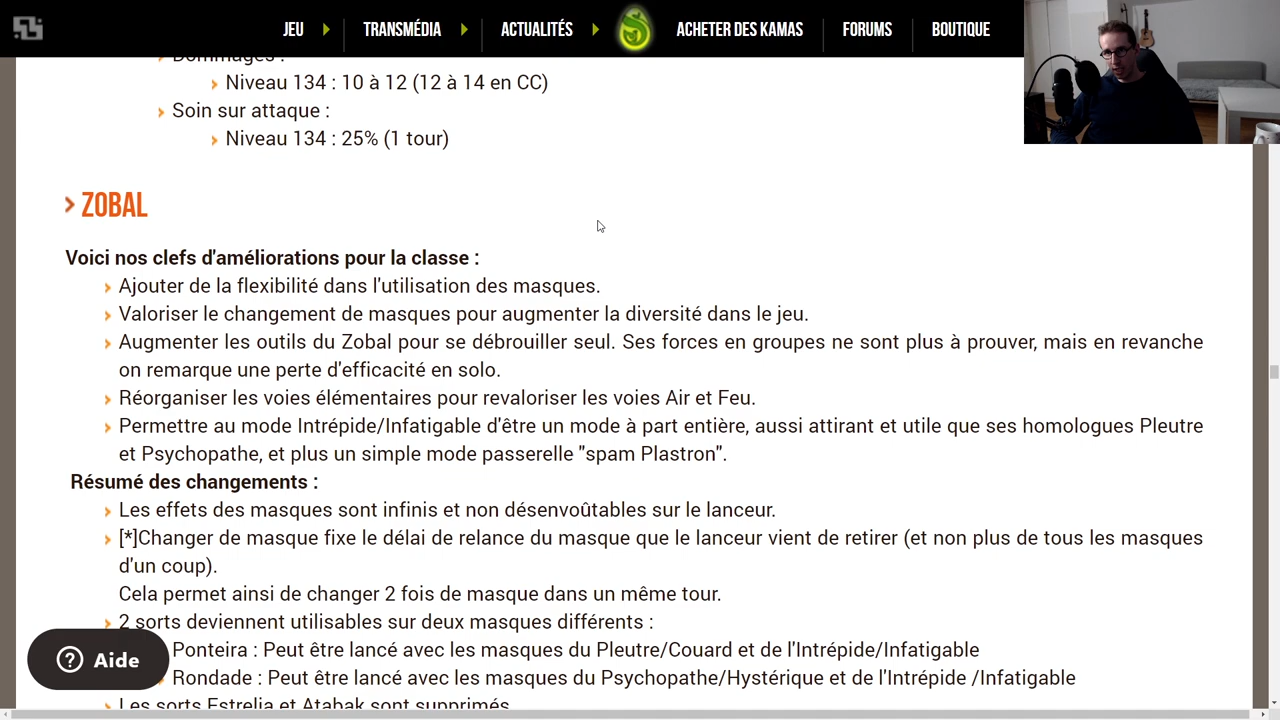 JEU TRANSMÉDIA ACTUALITÉS ACHETER DES KAMAS FORUMS BOUTIQUE
Dommages :
Niveau 134 : 10 à 12 (12 à 14 en CC)
Soin sur attaque :
Niveau 134 : 25% (1 tour)
ZOBAL
Voici nos clefs d'améliorations pour la classe :
Ajouter de la flexibilité dans l'utilisation des masques.
Valoriser le changement de masques pour augmenter la diversité dans le jeu.
Augmenter les outils du Zobal pour se débrouiller seul. Ses forces en groupes ne sont plus à prouver, mais en revanche
on remarque une perte d'efficacité en solo.
Réorganiser les voies élémentaires pour revaloriser les voies Air et Feu.
Permettre au mode Intrépide/Infatigable d'être un mode à part entière, aussi attirant et utile que ses homologues Pleutre
et Psychopathe, et plus un simple mode passerelle "spam Plastron".
Résumé des changements :
Les effets des masques sont infinis et non désenvoûtables sur le lanceur.
[*]Changer de masque fixe le délai de relance du masque que le lanceur vient de retirer (et non plus de tous les masques
d'un coup).
Cela permet ainsi de changer 2 fois de masque dans un même tour.
2 sorts deviennent utilisables sur deux masques différents :
Ponteira : Peut être lancé avec les masques du Pleutre/Couard et de l'Intrépide/Infatigable
Rondade : Peut être lancé avec les masques du Psychopathe/Hystérique et de l'Intrépide /Infatigable
Les sorts Estrelia et Atabak sont supprimés
? Aide